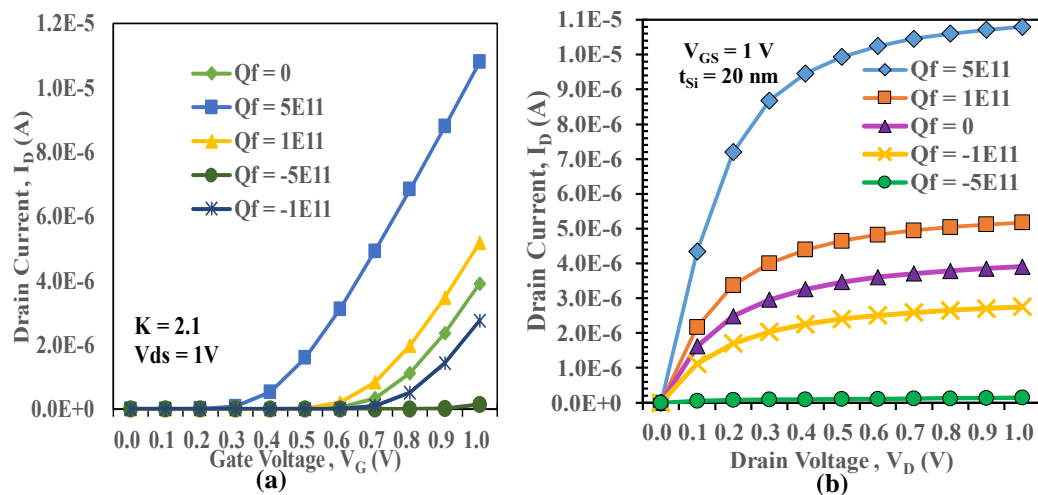 1.2E-5
1.0E-5
8.0E-6
6.0E-6
4.0E-6
2.0E-6
0.0E+0
Drain Current, I_D (A)
Qf = 0
Qf = 5E11
Qf = 1E11
Qf = -5E11
Qf = -1E11
K = 2.1
Vds = 1V
0.0 0.1 0.2 0.3 0.4 0.5 0.6 0.7 0.8 0.9 1.0
Gate Voltage , V_G (V)
(a)
1.1E-5
1.0E-5
9.0E-6
8.0E-6
7.0E-6
6.0E-6
5.0E-6
4.0E-6
3.0E-6
2.0E-6
1.0E-6
0.0E+0
Drain Current, I_D (A)
V_GS = 1 V
t_Si = 20 nm
Qf = 5E11
Qf = 1E11
Qf = 0
Qf = -1E11
Qf = -5E11
0.0 0.1 0.2 0.3 0.4 0.5 0.6 0.7 0.8 0.9 1.0
Drain Voltage , V_D (V)
(b)